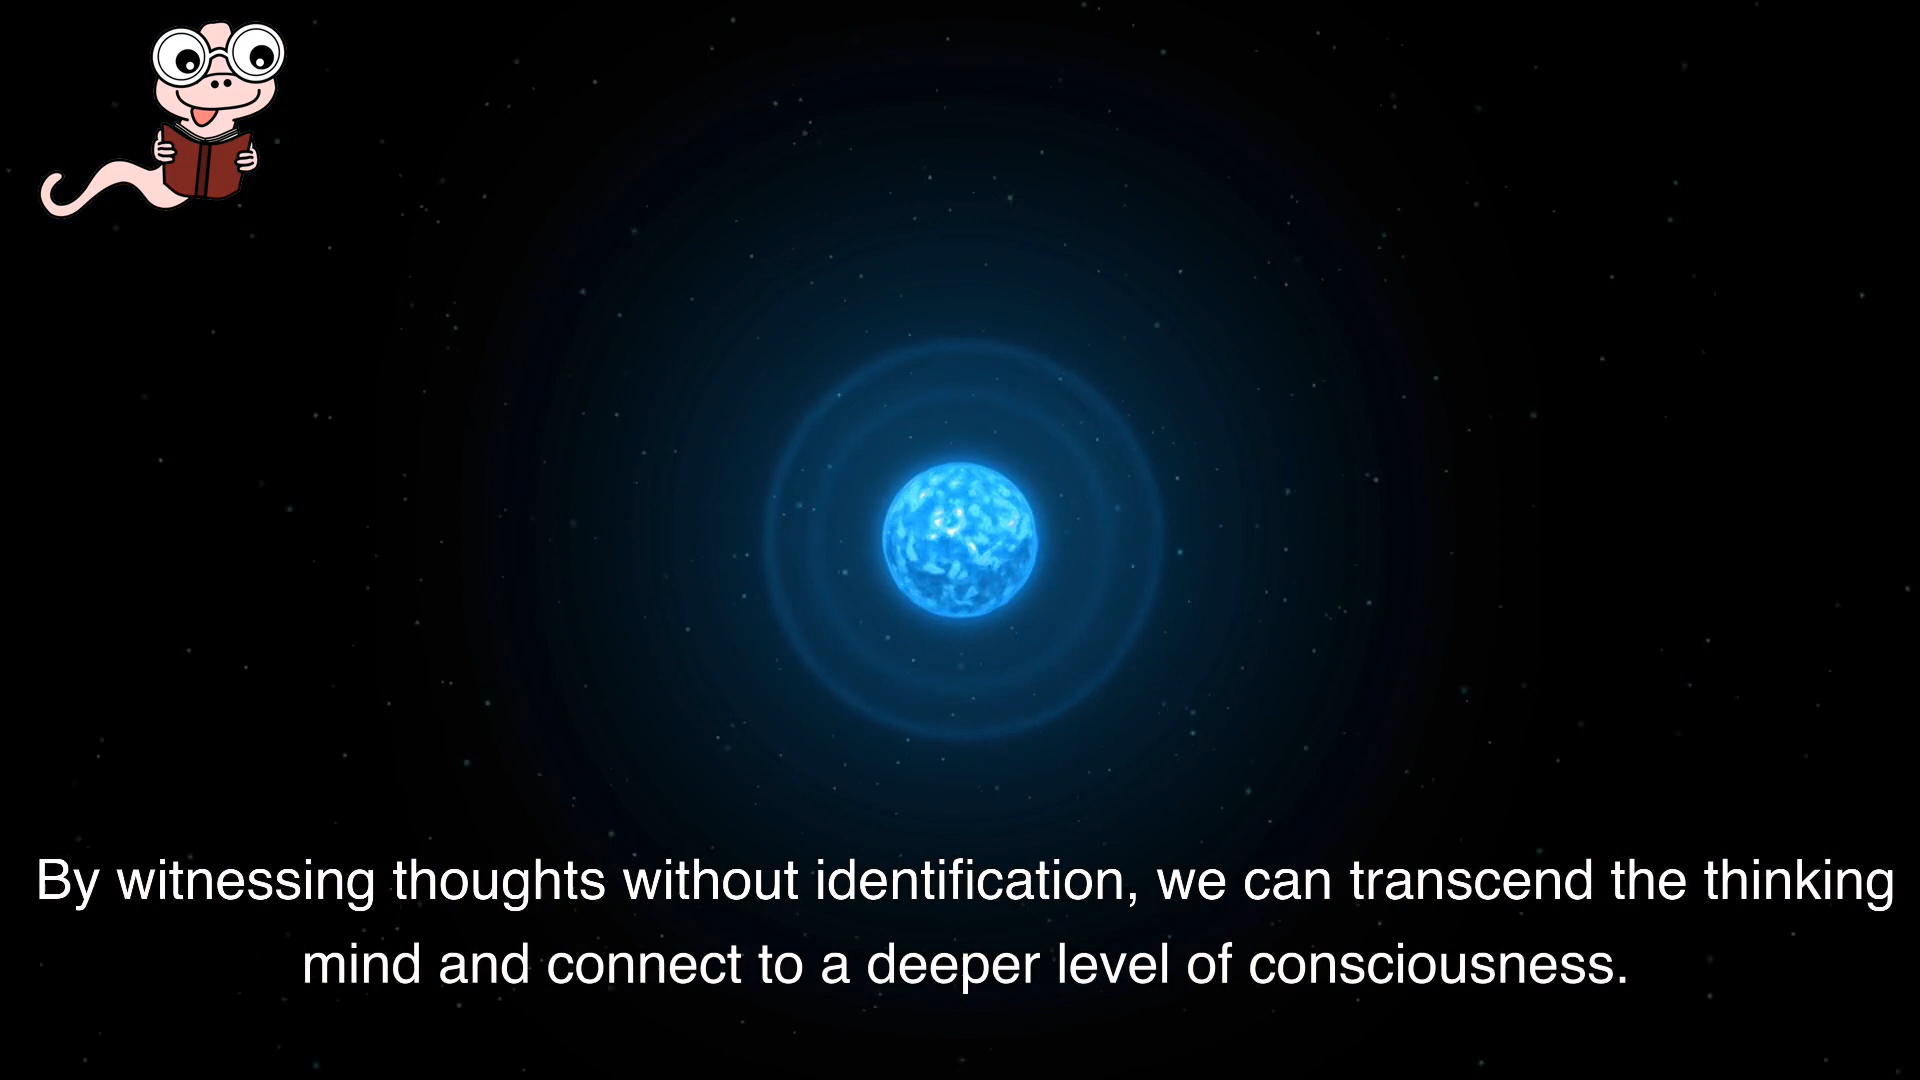 By witnessing thoughts without identification, we can transcend the thinking
mind and connect to a deeper level of consciousness.